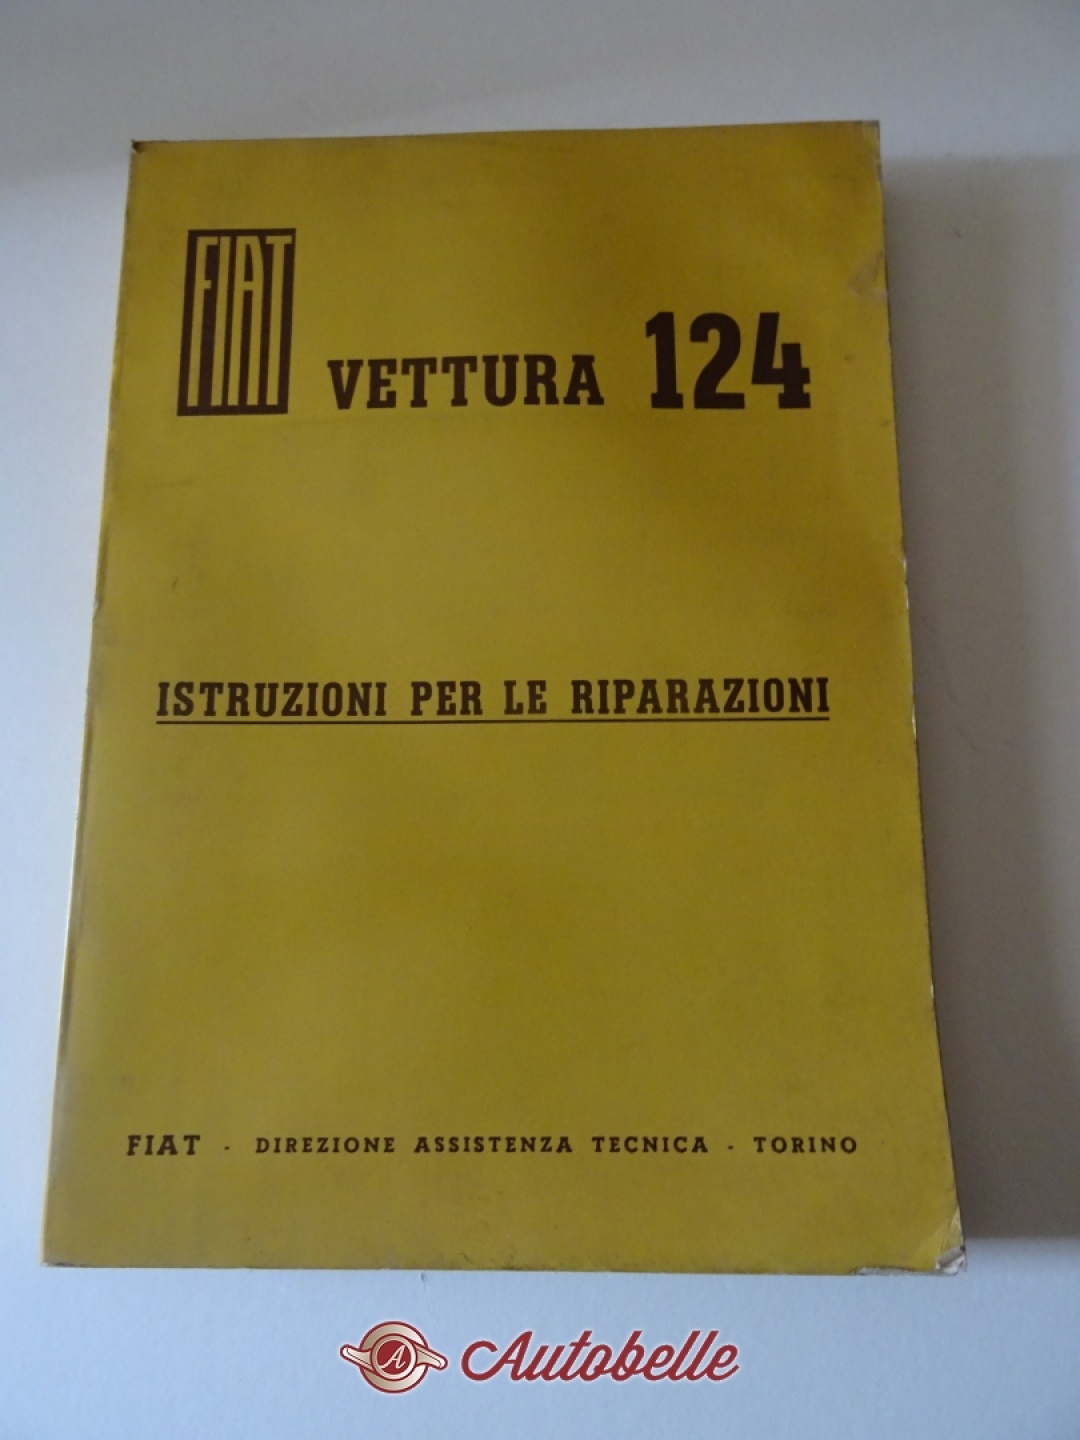 FIAT
VETTURA 124
ISTRUZIONI PER LE RIPARAZIONI
FIAT - DIREZIONE ASSISTENZA TECNICA - TORINO
A Autobelle